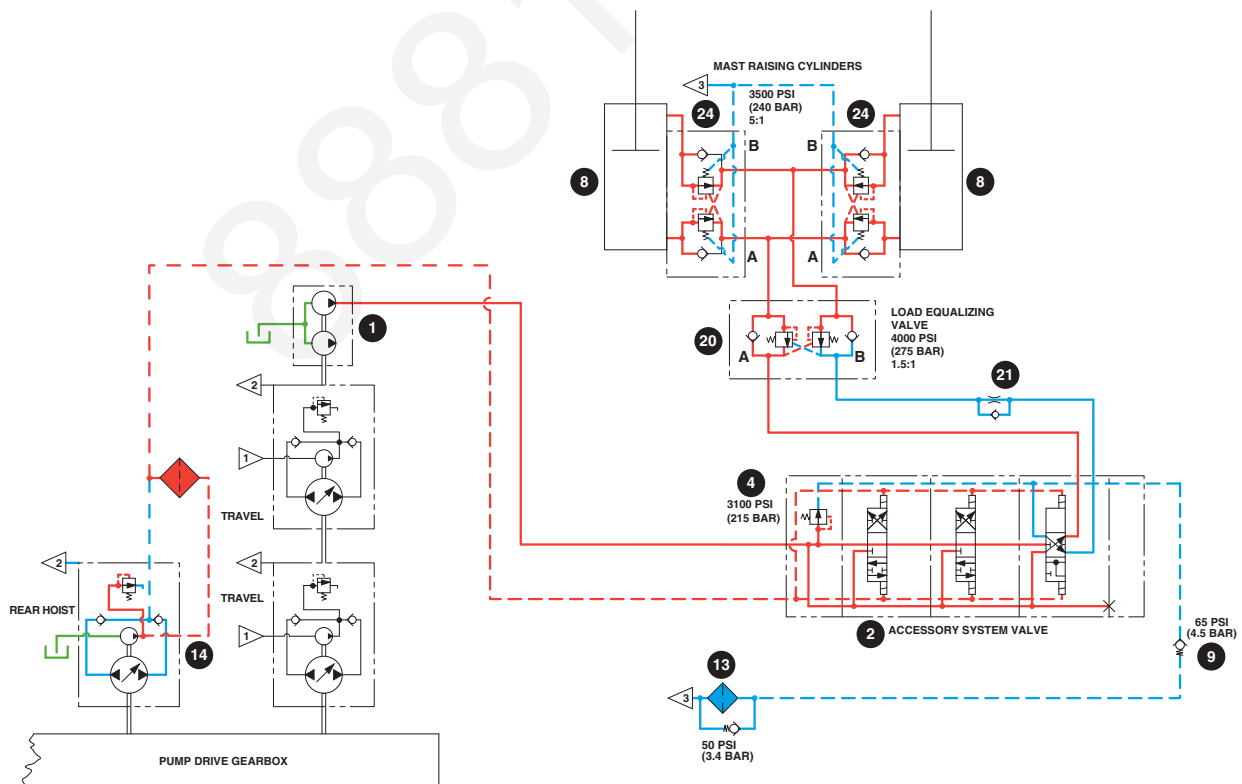 MAST RAISING CYLINDERS
3
3500 PSI
(240 BAR)
5:1
24
24
B
B
8
8
A
A
1
LOAD EQUALIZING
VALVE
4000 PSI
(275 BAR)
1.5:1
20
A
B
21
2
1
TRAVEL
4
3100 PSI
(215 BAR)
2
2
TRAVEL
REAR HOIST
1
14
2
ACCESSORY SYSTEM VALVE
65 PSI
(4.5 BAR)
9
13
3
50 PSI
(3.4 BAR)
PUMP DRIVE GEARBOX